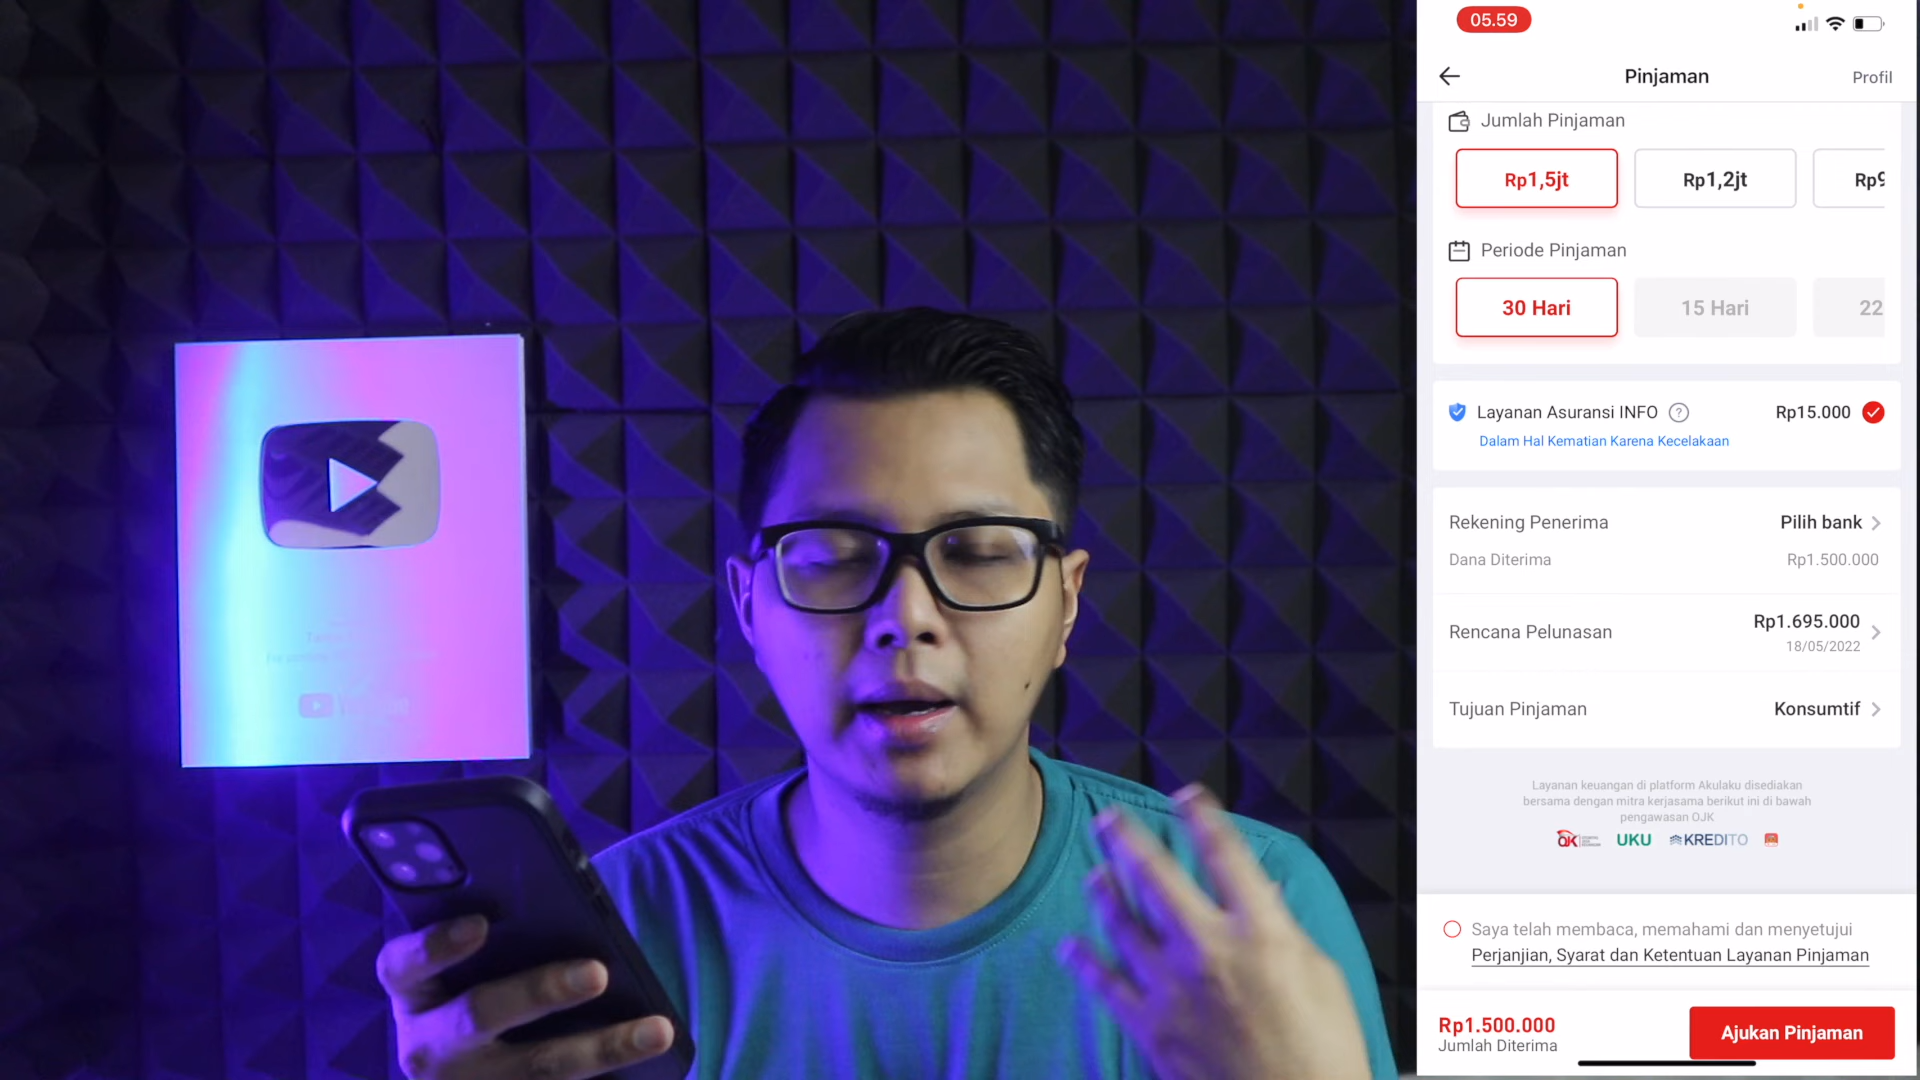 05.59
Pinjaman
Profil
Jumlah Pinjaman
Rp1,5jt
Rp1,2jt
Periode Pinjaman
30 Hari
15 Hari
22
Layanan Asuransi INFO
?
Rp15.000
Dalam Hal Kematian Karena Kecelakaan
Rekening Penerima
Pilih bank
Dana Diterima
Rp1.500.000
Rencana Pelunasan
Rp1.695.000
18/05/2022
Tujuan Pinjaman
Konsumtif
Layanan keuangan di platform Akulaku disediakan
bersama dengan mitra kerjasama berikut ini di bawah
pengawasan OJK
UKU
KREDITO
Saya telah membaca, memahami dan menyetujui
Perjanjian, Syarat dan Ketentuan Layanan Pinjaman
Rp1.500.000
Jumlah Diterima
Ajukan Pinjaman